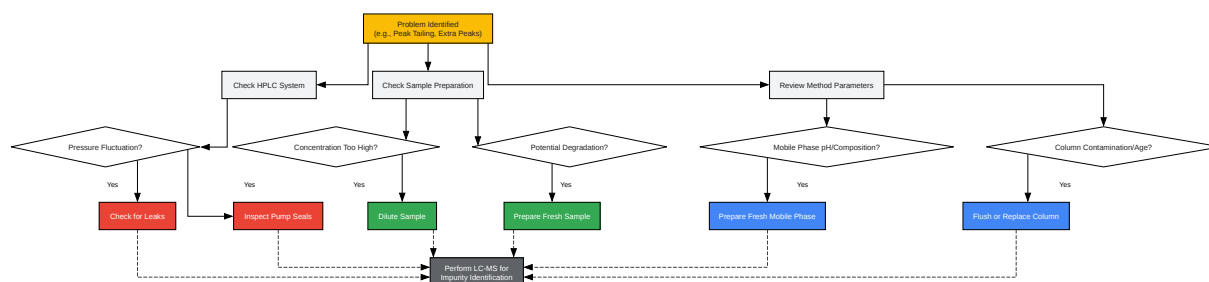 Problem Identified
(e.g., Peak Tailing, Extra Peaks)
Check HPLC System
Check Sample Preparation
Review Method Parameters
Pressure Fluctuation?
Concentration Too High?
Potential Degradation?
Mobile Phase pH/Composition?
Column Contamination/Age?
Yes
Yes
Yes
Yes
Yes
Check for Leaks
Inspect Pump Seals
Dilute Sample
Prepare Fresh Sample
Prepare Fresh Mobile Phase
Flush or Replace Column
Perform LC-MS for
Impurity Identification